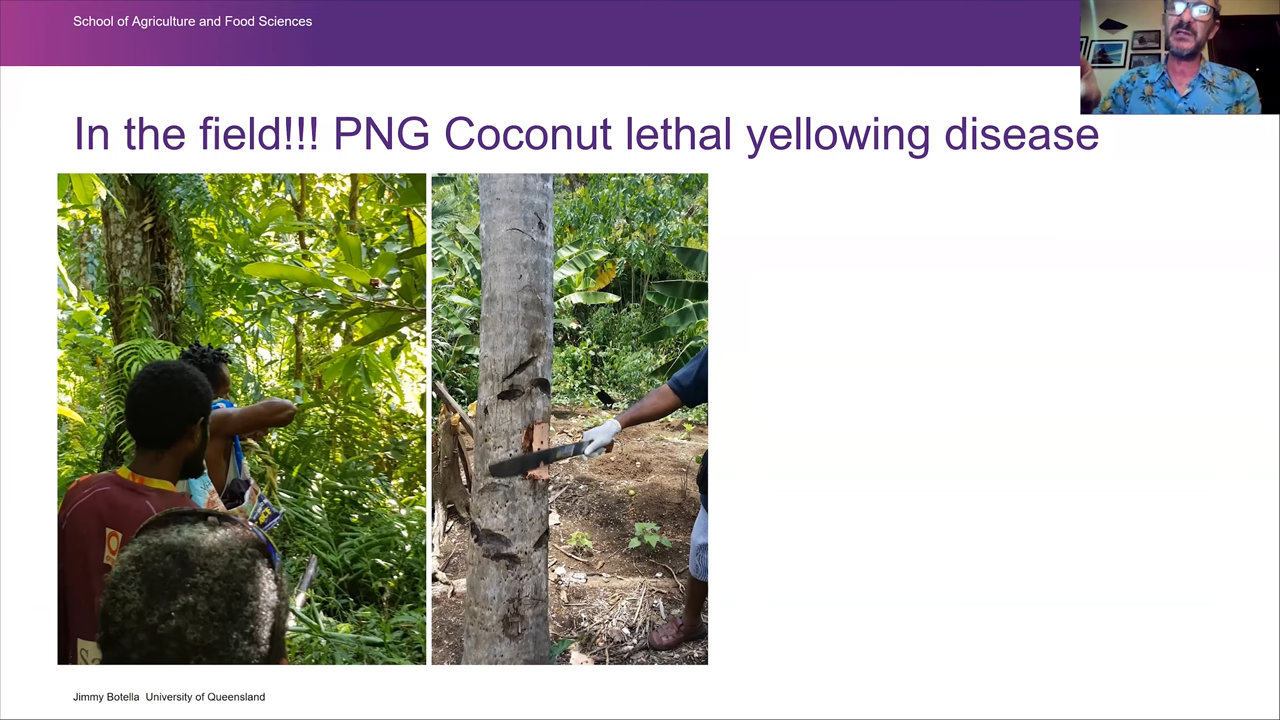 School of Agriculture and Food Sciences
In the field!!! PNG Coconut lethal yellowing disease
Jimmy Botella University of Queensland